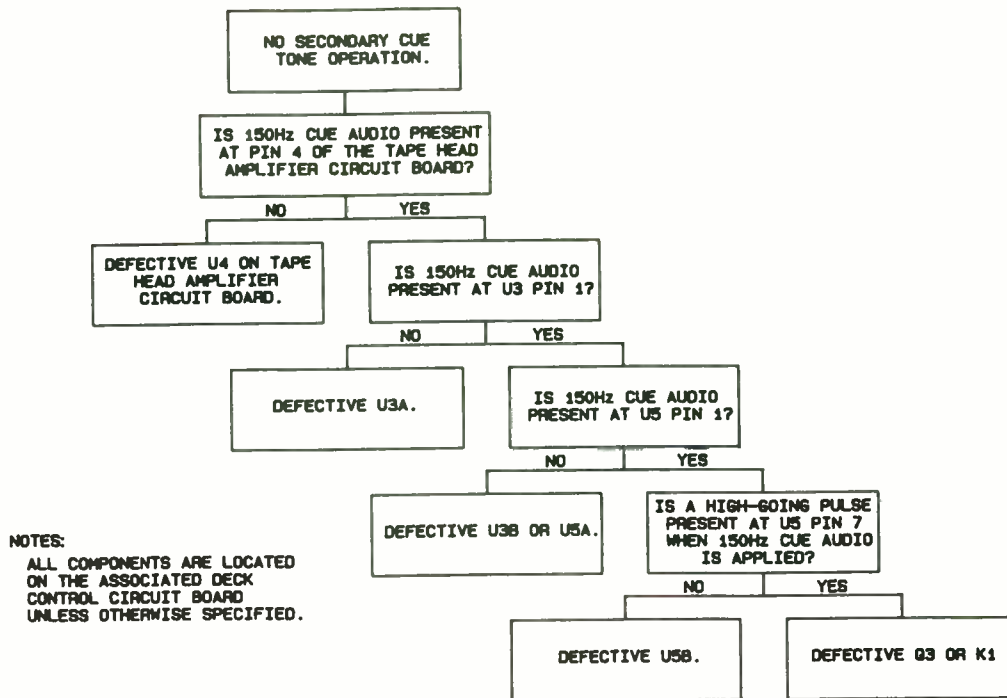 NO SECONDARY CUE
TONE OPERATION.
IS 150Hz CUE AUDIO PRESENT
AT PIN 4 OF THE TAPE HEAD
AMPLIFIER CIRCUIT BOARD?
NO
YES
DEFECTIVE U4 ON TAPE
HEAD AMPLIFIER
CIRCUIT BOARD.
IS 150Hz CUE AUDIO
PRESENT AT U3 PIN 1?
NO
YES
DEFECTIVE U3A.
IS 150Hz CUE AUDIO
PRESENT AT U5 PIN 1?
NO
YES
DEFECTIVE U3B OR U5A.
IS A HIGH-GOING PULSE
PRESENT AT U5 PIN 7
WHEN 150Hz CUE AUDIO
IS APPLIED?
NO
YES
DEFECTIVE U5B.
DEFECTIVE Q3 OR K1
NOTES:
ALL COMPONENTS ARE LOCATED
ON THE ASSOCIATED DECK
CONTROL CIRCUIT BOARD
UNLESS OTHERWISE SPECIFIED.